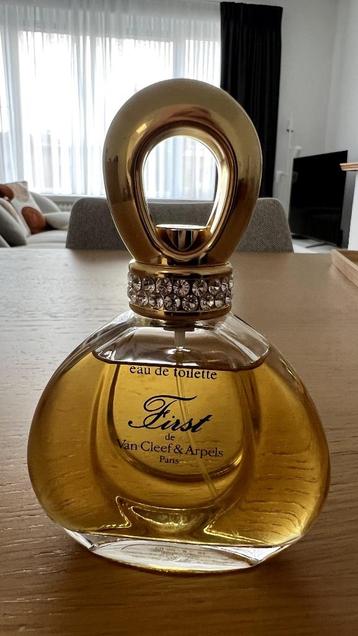 eau de toilette
First
de
Van Cleef & Arpels
Paris